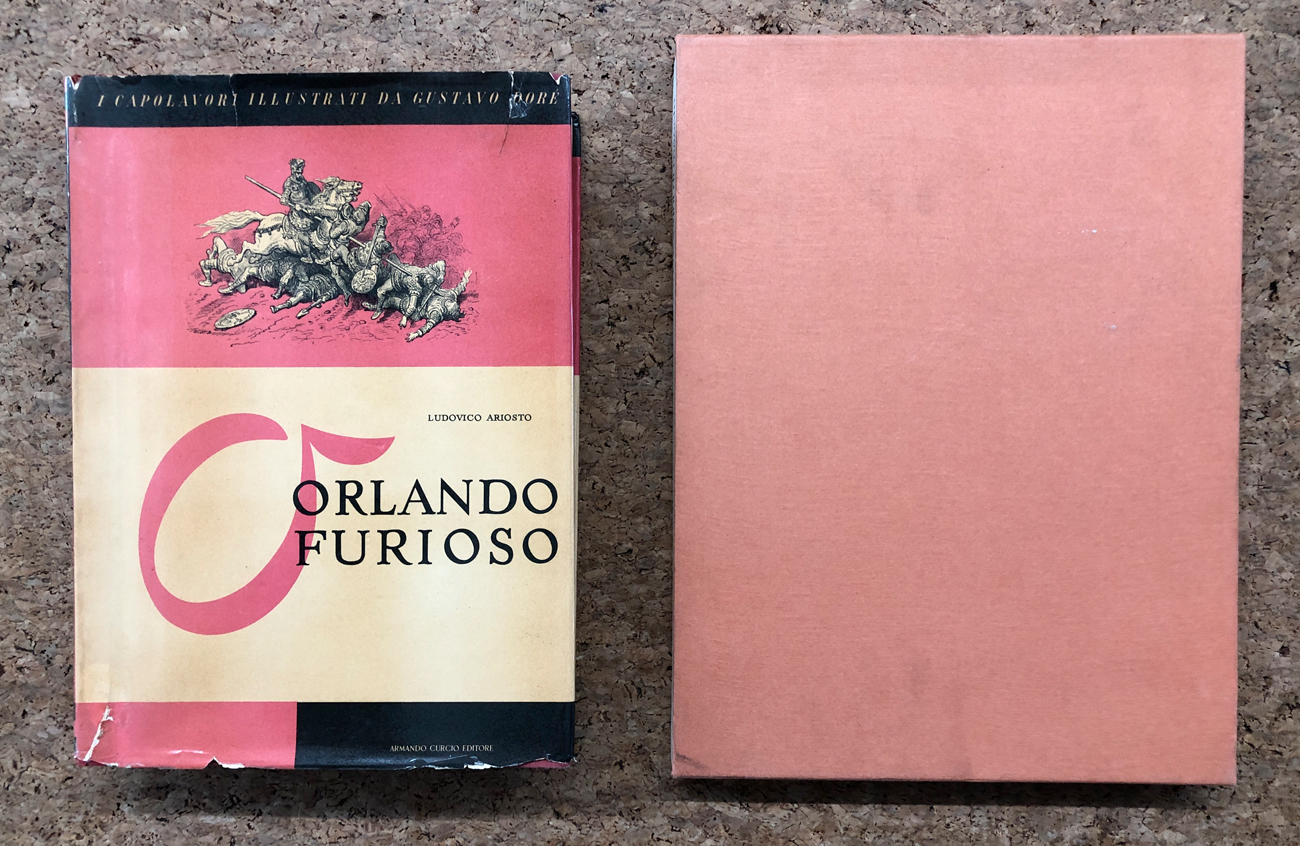 I CAPOLAVORI ILLUSTRATI DA GUSTAVO DORÉ
LUDOVICO ARIOSTO
ORLANDO
FURIOSO
ARMANDO CURCIO EDITORE